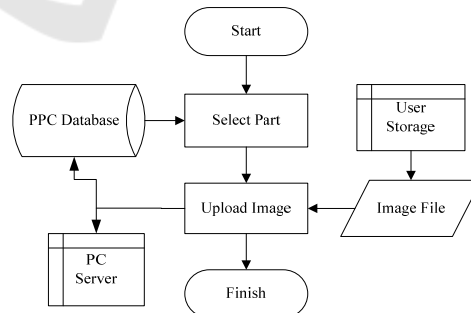 Start
PPC Database
Select Part
User
Storage
Upload Image
Image File
PC
Server
Finish